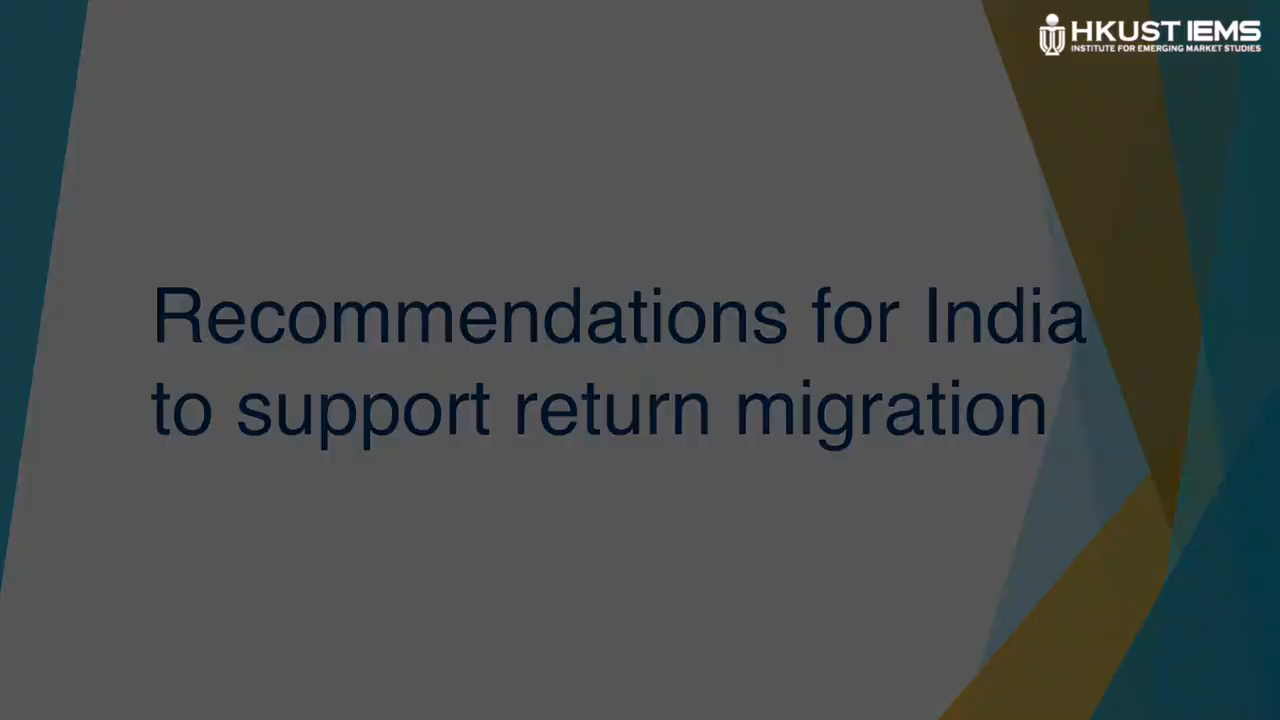 HKUST IEMS
INSTITUTE FOR EMERGING MARKET STUDIES
Recommendations for India
to support return migration